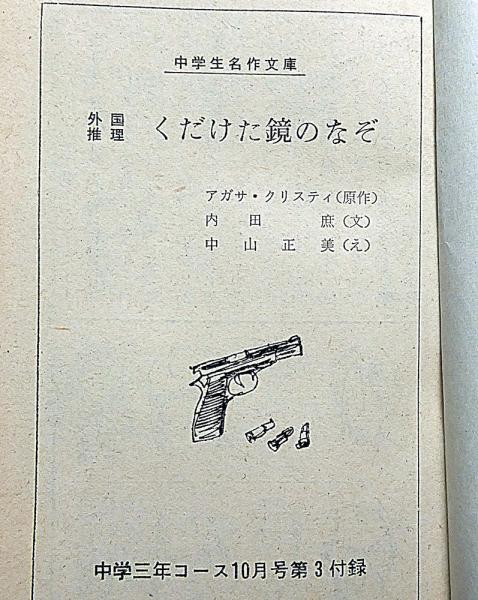 中学生名作文庫
外国推理 くだけた鏡のなぞ
アガサ・クリスティ(原作)
内田庶(文)
中山正美(え)
中学三年コース10月号第3付録